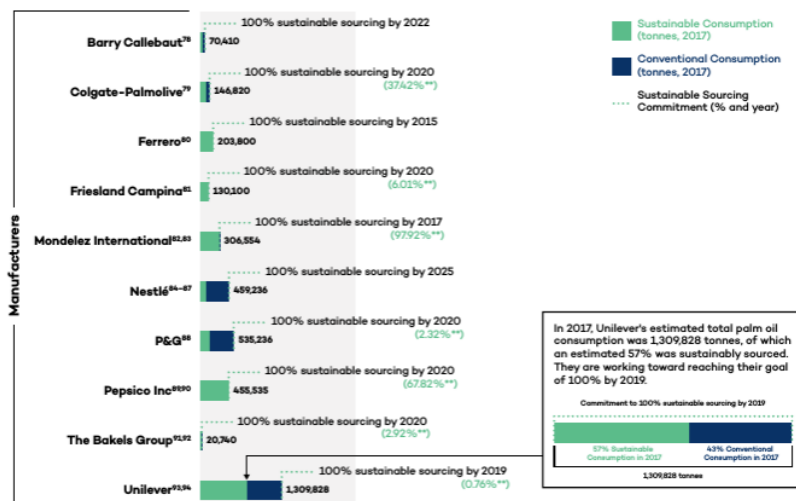 Manufacturers
Sustainable Consumption
(tonnes, 2017)
Conventional Consumption
(tonnes, 2017)
Sustainable Sourcing
Commitment (% and year)
100% sustainable sourcing by 2022
Barry Callebaut⁷⁸ 70,410
100% sustainable sourcing by 2020
(37.42%**)
Colgate-Palmolive⁷⁹ 146,820
100% sustainable sourcing by 2015
Ferrero⁸⁰ 203,800
100% sustainable sourcing by 2020
(6.01%**)
Friesland Campina⁸¹ 130,100
100% sustainable sourcing by 2017
(97.92%**)
Mondelez International⁸²,⁸³ 306,554
100% sustainable sourcing by 2025
Nestlé⁸⁴⁻⁸⁷ 459,236
100% sustainable sourcing by 2020
(2.32%**)
P&G⁸⁸ 535,236
100% sustainable sourcing by 2020
(67.82%**)
Pepsico Inc⁸⁹,⁹⁰ 455,535
100% sustainable sourcing by 2020
(2.92%**)
The Bakels Group⁹¹,⁹² 20,740
100% sustainable sourcing by 2019
(0.76%**)
Unilever⁹³,⁹⁴ 1,309,828
In 2017, Unilever's estimated total palm oil
consumption was 1,309,828 tonnes, of which
an estimated 57% was sustainably sourced.
They are working toward reaching their goal
of 100% by 2019.
Commitment to 100% sustainable sourcing by 2019
57% Sustainable
Consumption in 2017
43% Conventional
Consumption in 2017
1,309,828 tonnes